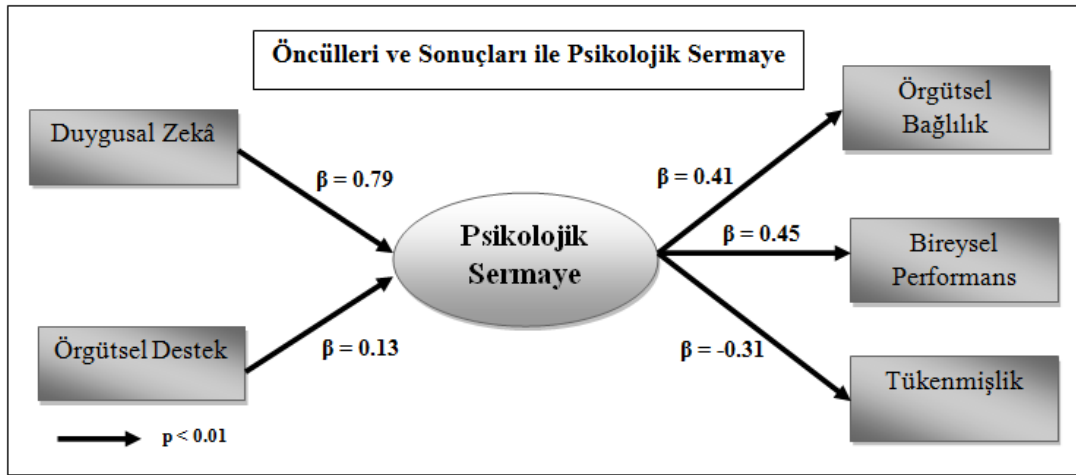 Öncülleri ve Sonuçları ile Psikolojik Sermaye
Duygusal Zekâ
β = 0.79
Örgütsel Destek
β = 0.13
Psikolojik
Sermaye
β = 0.41
Örgütsel
Bağlılık
β = 0.45
Bireysel
Performans
β = -0.31
Tükenmişlik
p < 0.01